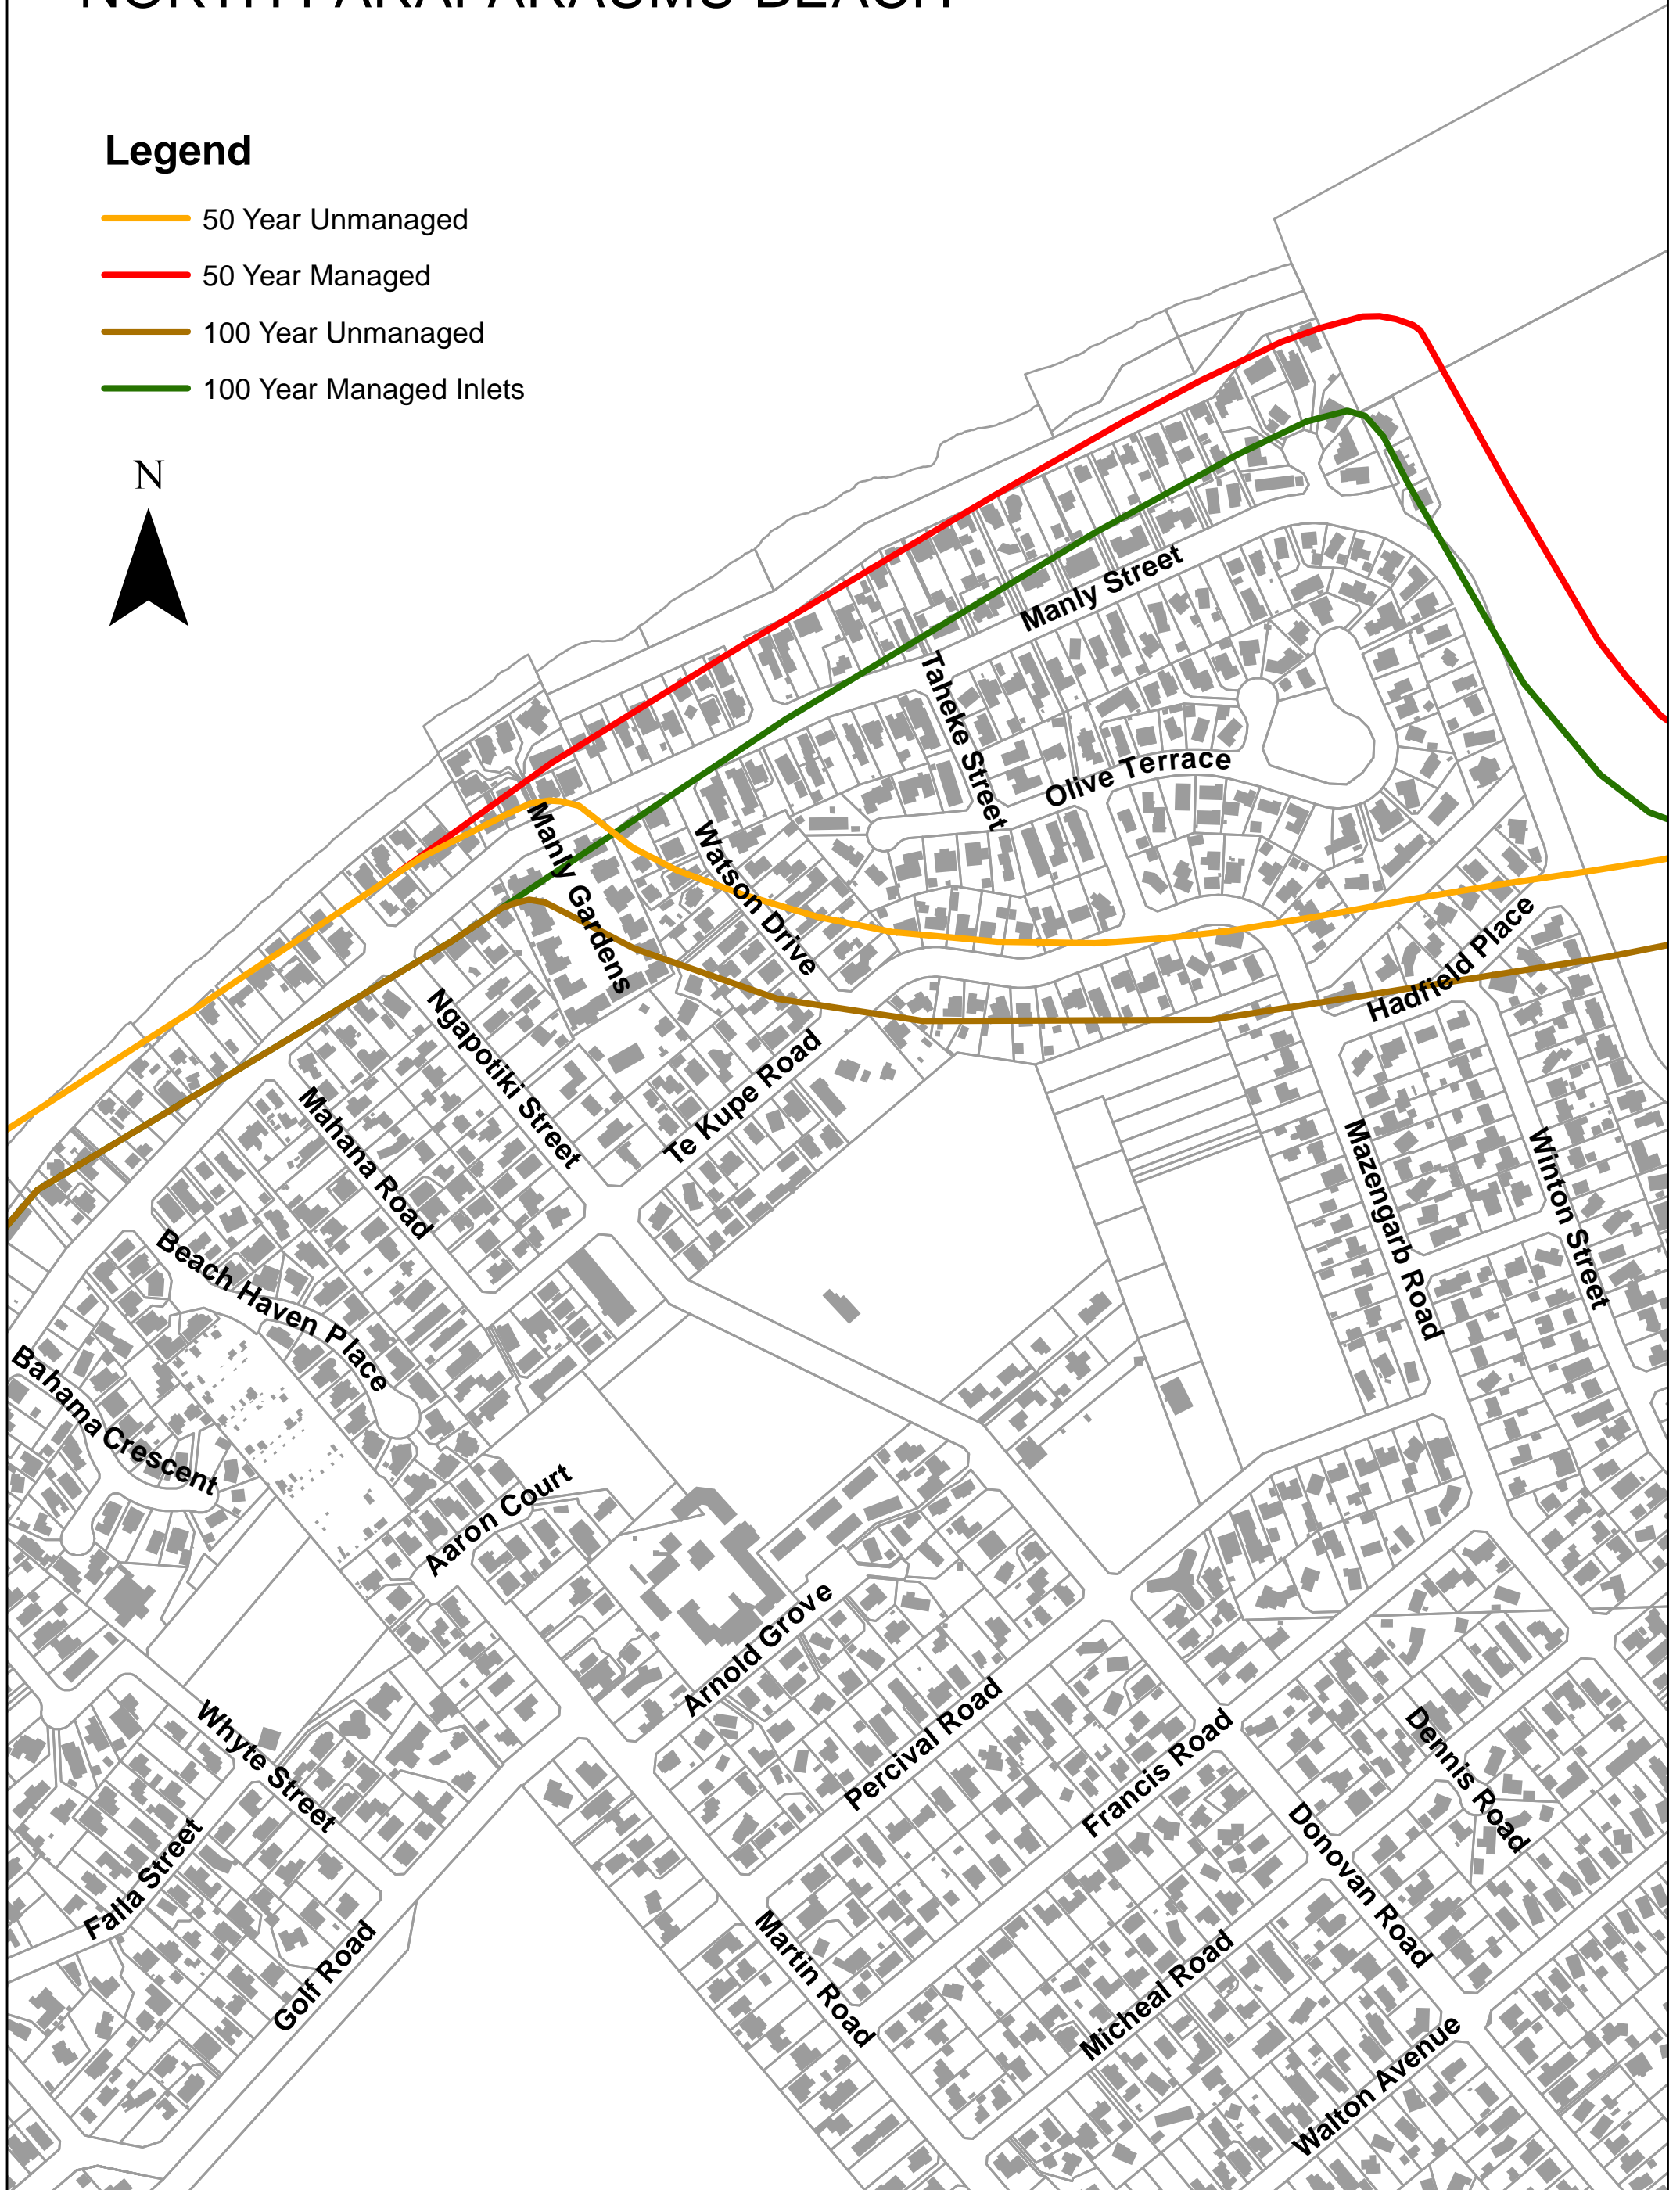 NORTH PARAPARAUMU BEACH
Legend
50 Year Unmanaged
50 Year Managed
100 Year Unmanaged
100 Year Managed Inlets
N
Manly Street
Taheke Street
Olive Terrace
Manly Gardens
Watson Drive
Hadfield Place
Ngapotiki Street
Te Kupe Road
Mahana Road
Mazengarb Road
Winton Street
Beach Haven Place
Bahama Crescent
Aaron Court
Arnold Grove
Percival Road
Francis Road
Dennis Road
Whyte Street
Donovan Road
Falla Street
Golf Road
Martin Road
Micheal Road
Walton Avenue